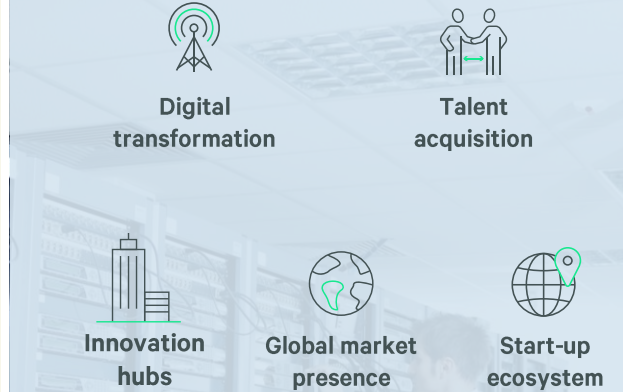 Digital
transformation
Talent
acquisition
Innovation
hubs
Global market
presence
Start-up
ecosystem